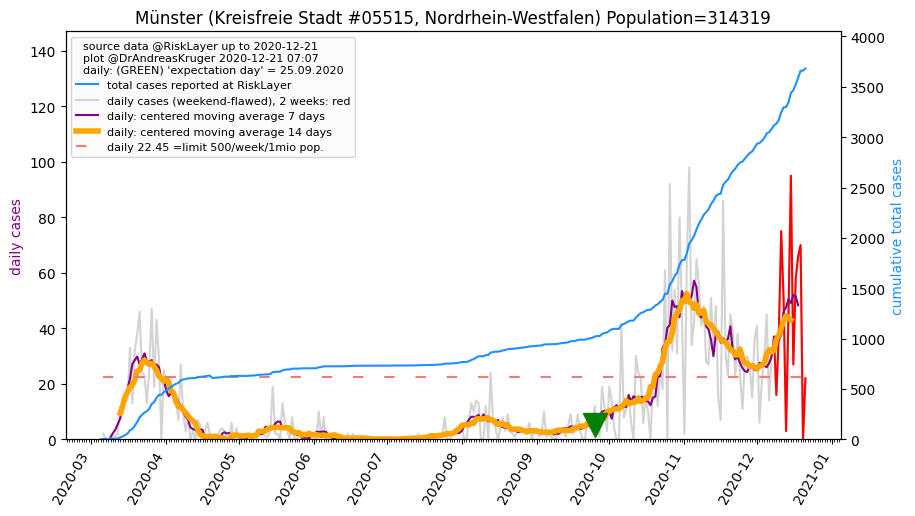 Münster (Kreisfreie Stadt #05515, Nordrhein-Westfalen) Population=314319
source data @RiskLayer up to 2020-12-21
plot @DrAndreasKruger 2020-12-21 07:07
daily: (GREEN) 'expectation day' = 25.09.2020
total cases reported at RiskLayer
daily cases (weekend-flawed), 2 weeks: red
daily: centered moving average 7 days
daily: centered moving average 14 days
daily 22.45 =limit 500/week/1mio pop.
daily cases
140
120
100
80
60
40
20
0
cumulative total cases
4000
3500
3000
2500
2000
1500
1000
500
0
2020-03
2020-04
2020-05
2020-06
2020-07
2020-08
2020-09
2020-10
2020-11
2020-12
2021-01